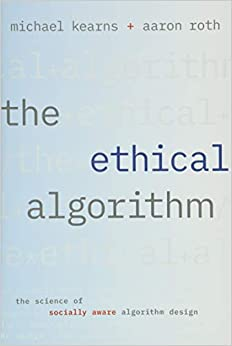 michael kearns + aaron roth
the
ethical
algorithm
the science of
socially aware algorithm design